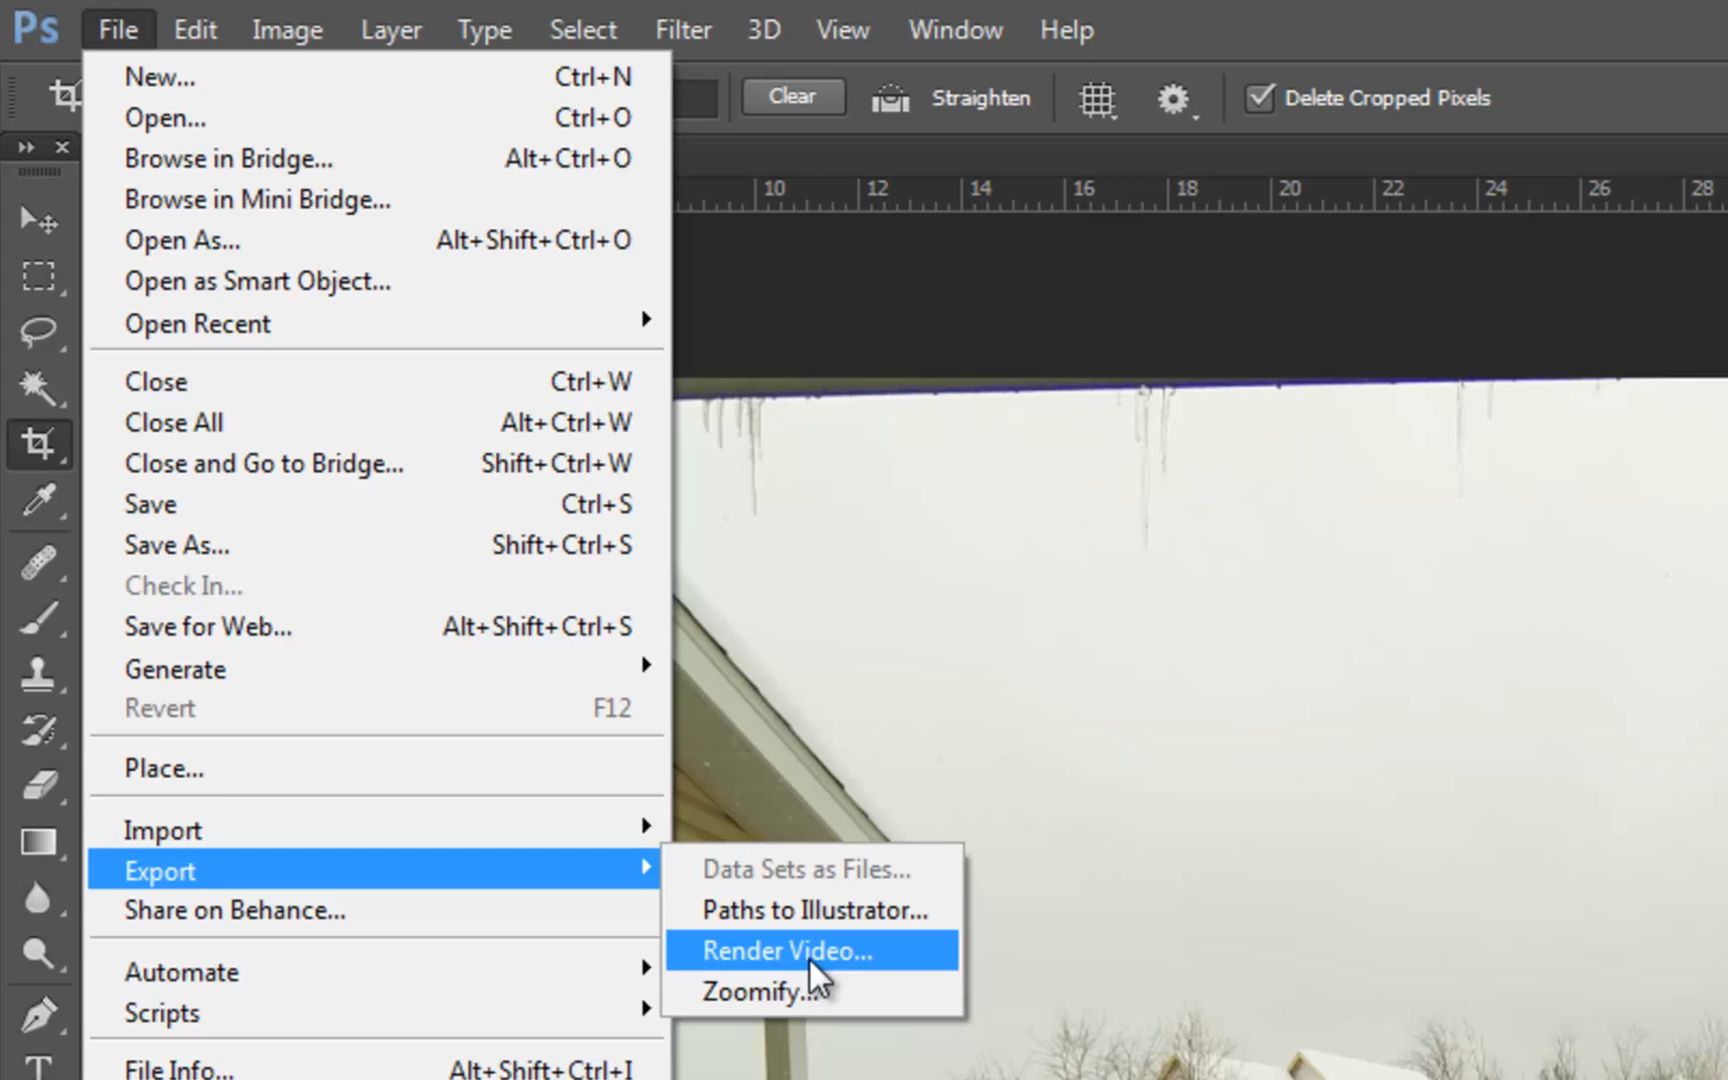 Ps File Edit Image Layer Type Select Filter 3D View Window Help
Clear Straighten Delete Cropped Pixels
10 12 14 16 18 20 22 24 26 28
New... Ctrl+N
Open... Ctrl+O
Browse in Bridge... Alt+Ctrl+O
Browse in Mini Bridge...
Open As... Alt+Shift+Ctrl+O
Open as Smart Object...
Open Recent
Close Ctrl+W
Close All Alt+Ctrl+W
Close and Go to Bridge... Shift+Ctrl+W
Save Ctrl+S
Save As... Shift+Ctrl+S
Check In...
Save for Web... Alt+Shift+Ctrl+S
Generate
Revert F12
Place...
Import
Export
Share on Behance...
Automate
Scripts
File Info... Alt+Shift+Ctrl+I
Data Sets as Files...
Paths to Illustrator...
Render Video...
Zoomify...
T